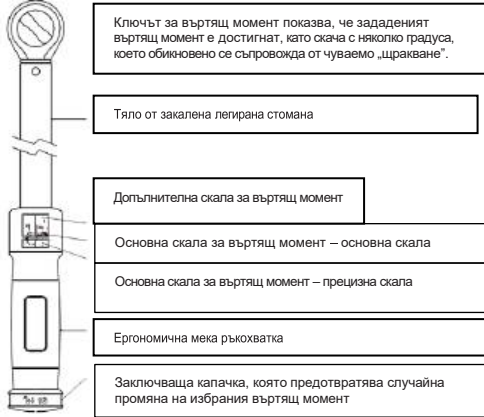 Ключът за въртящ момент показва, че зададеният
въртящ момент е достигнат, като скача с няколко градуса,
което обикновено се съпровожда от чуваемо „щракване”.
Тяло от закалена легирана стомана
Допълнителна скала за въртящ момент
Основна скала за въртящ момент – основна скала
Основна скала за въртящ момент – прецизна скала
Ергономична мека ръкохватка
Заключваща капачка, която предотвратява случайна
промяна на избрания въртящ момент